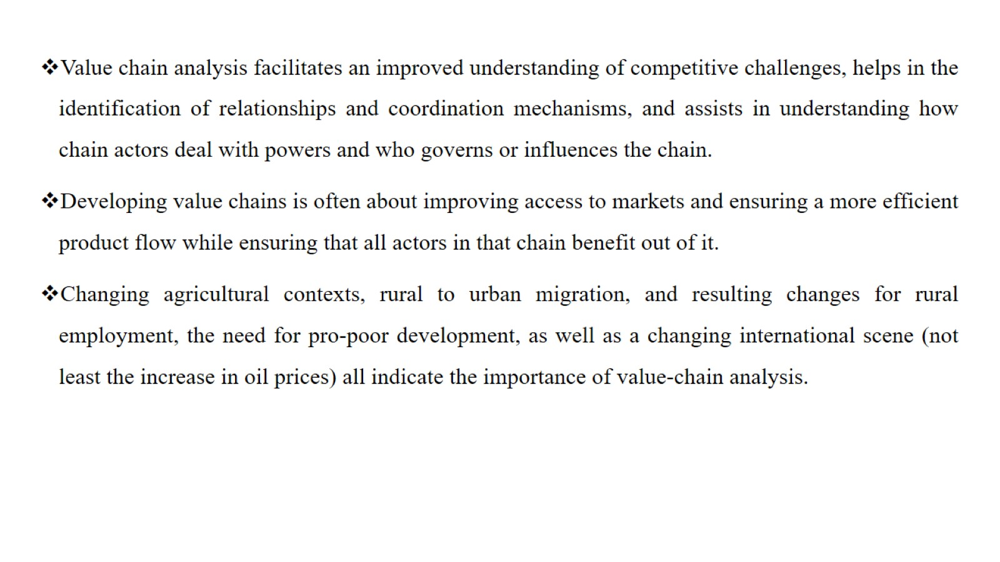 ❖Value chain analysis facilitates an improved understanding of competitive challenges, helps in the
identification of relationships and coordination mechanisms, and assists in understanding how
chain actors deal with powers and who governs or influences the chain.
❖Developing value chains is often about improving access to markets and ensuring a more efficient
product flow while ensuring that all actors in that chain benefit out of it.
❖Changing agricultural contexts, rural to urban migration, and resulting changes for rural
employment, the need for pro-poor development, as well as a changing international scene (not
least the increase in oil prices) all indicate the importance of value-chain analysis.